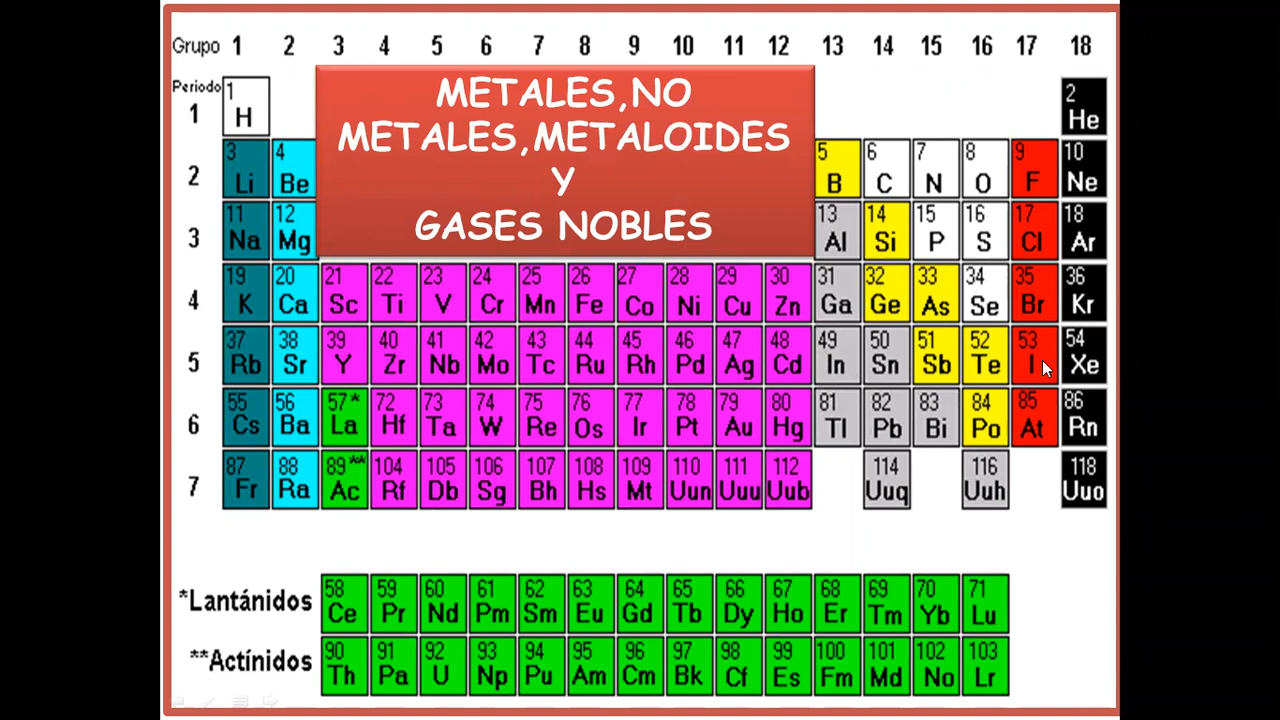 Grupo 1 2 3 4 5 6 7 8 9 10 11 12 13 14 15 16 17 18
Periodo
METALES,NO
METALES,METALOIDES
Y
GASES NOBLES
1 1 2
H He
2 3 4 5 6 7 8 9 10
Li Be B C N O F Ne
3 11 12 13 14 15 16 17 18
Na Mg Al Si P S Cl Ar
4 19 20 21 22 23 24 25 26 27 28 29 30 31 32 33 34 35 36
K Ca Sc Ti V Cr Mn Fe Co Ni Cu Zn Ga Ge As Se Br Kr
5 37 38 39 40 41 42 43 44 45 46 47 48 49 50 51 52 53 54
Rb Sr Y Zr Nb Mo Tc Ru Rh Pd Ag Cd In Sn Sb Te I Xe
6 55 56 57* 72 73 74 75 76 77 78 79 80 81 82 83 84 85 86
Cs Ba La Hf Ta W Re Os Ir Pt Au Hg Tl Pb Bi Po At Rn
7 87 88 89** 104 105 106 107 108 109 110 111 112 114 116 118
Fr Ra Ac Rf Db Sg Bh Hs Mt Uun Uuu Uub Uuq Uuh Uuo
*Lantánidos 58 59 60 61 62 63 64 65 66 67 68 69 70 71
Ce Pr Nd Pm Sm Eu Gd Tb Dy Ho Er Tm Yb Lu
**Actínidos 90 91 92 93 94 95 96 97 98 99 100 101 102 103
Th Pa U Np Pu Am Cm Bk Cf Es Fm Md No Lr